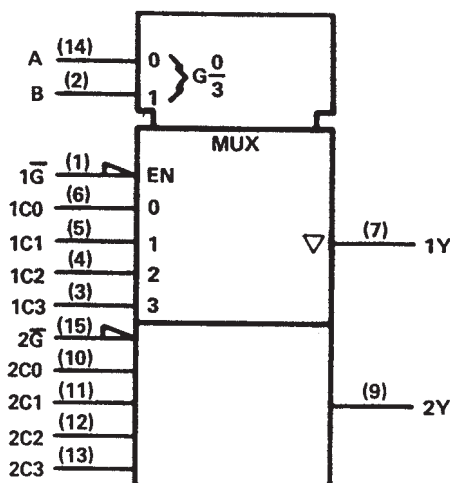 A (14) 0 G 0/3
B (2) 1
MUX
1G̅ (1) EN
1C0 (6) 0
1C1 (5) 1 ▽ (7) 1Y
1C2 (4) 2
1C3 (3) 3
2G̅ (15)
2C0 (10)
2C1 (11) (9) 2Y
2C2 (12)
2C3 (13)